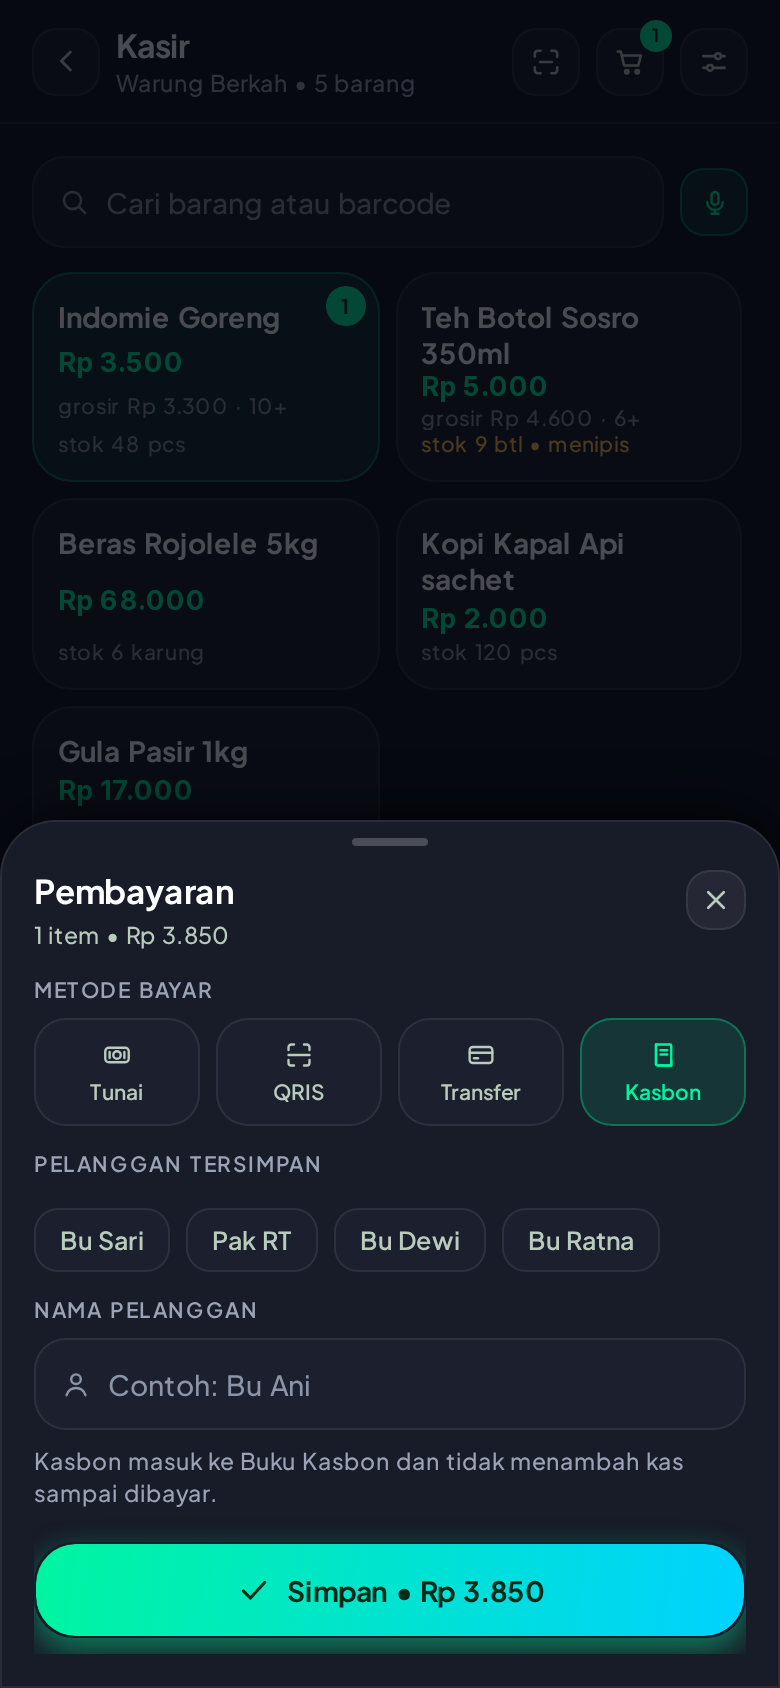 Kasir
Warung Berkah • 5 barang
1
Cari barang atau barcode
Indomie Goreng
1
Rp 3.500
grosir Rp 3.300 · 10+
stok 48 pcs
Teh Botol Sosro
350ml
Rp 5.000
grosir Rp 4.600 · 6+
stok 9 btl • menipis
Beras Rojolele 5kg
Rp 68.000
stok 6 karung
Kopi Kapal Api
sachet
Rp 2.000
stok 120 pcs
Gula Pasir 1kg
Rp 17.000
Pembayaran
1 item • Rp 3.850
METODE BAYAR
Tunai
QRIS
Transfer
Kasbon
PELANGGAN TERSIMPAN
Bu Sari
Pak RT
Bu Dewi
Bu Ratna
NAMA PELANGGAN
Contoh: Bu Ani
Kasbon masuk ke Buku Kasbon dan tidak menambah kas
sampai dibayar.
Simpan • Rp 3.850